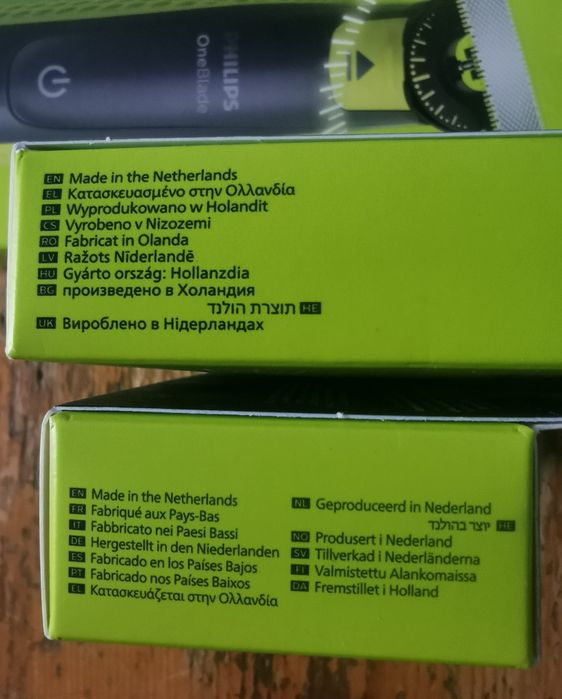 PHILIPS
OneBlade
EN Made in the Netherlands
EL Κατασκευασμένο στην Ολλανδία
PL Wyprodukowano w Holandit
CS Vyrobeno v Nizozemi
RO Fabricat in Olanda
LV Ražots Nīderlandē
HU Gyárto ország: Hollanzdia
BG произведено в Холандия
HE תוצרת הולנד
UK Вироблено в Нідерландах
EN Made in the Netherlands
FR Fabriqué aux Pays-Bas
IT Fabbricato nei Paesi Bassi
DE Hergestellt in den Niederlanden
ES Fabricado en los Países Bajos
PT Fabricado nos Países Baixos
EL Κατασκευάζεται στην Ολλανδία
NL Geproduceerd in Nederland
HE יוצר בהולנד
NO Produsert i Nederland
SV Tillverkad i Nederländerna
FI Valmistettu Alankomaissa
DA Fremstillet i Holland